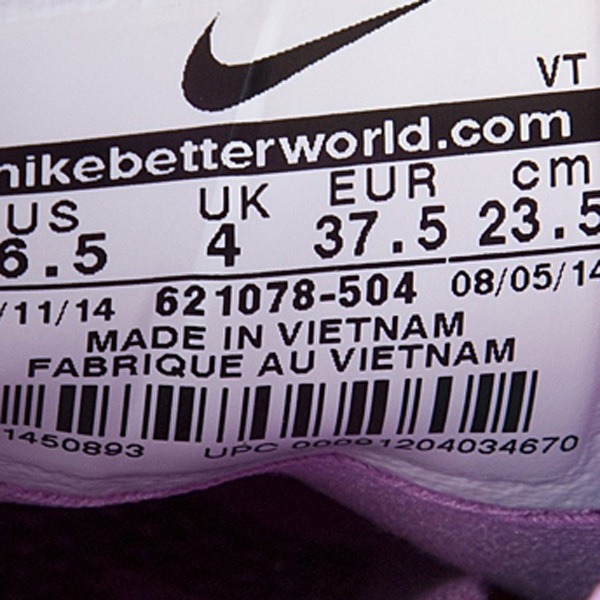 VT
nikebetterworld.com
US UK EUR cm
6.5 4 37.5 23.5
/11/14 621078-504 08/05/14
MADE IN VIETNAM
FABRIQUE AU VIETNAM
1450893 UPC 00091204034670